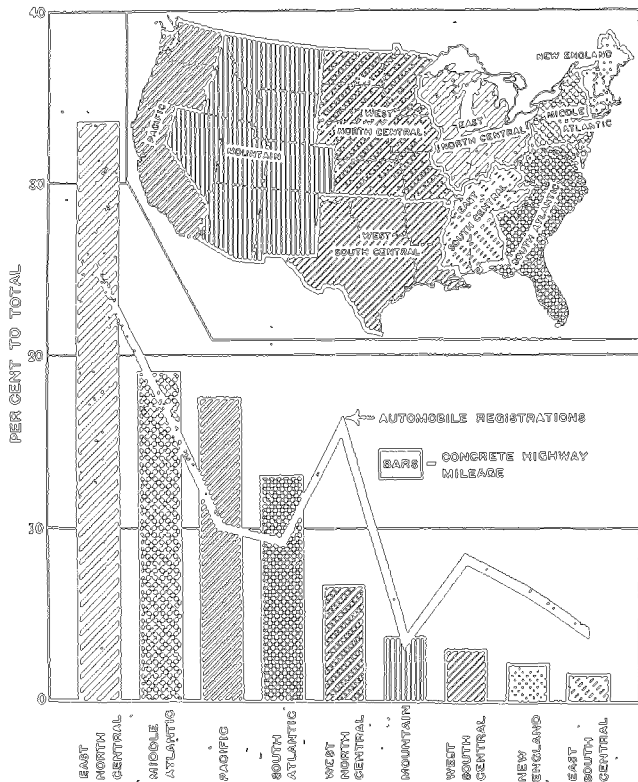 40
30
20
10
0
PER CENT TO TOTAL
NEW ENGLAND
MIDDLE
ATLANTIC
EAST
NORTH CENTRAL
WEST
NORTH CENTRAL
PACIFIC
MOUNTAIN
EAST
SOUTH CENTRAL
SOUTH ATLANTIC
WEST
SOUTH CENTRAL
AUTOMOBILE REGISTRATIONS
BARS - CONCRETE HIGHWAY
MILEAGE
EAST
NORTH
CENTRAL
MIDDLE
ATLANTIC
PACIFIC
SOUTH
ATLANTIC
WEST
NORTH
CENTRAL
MOUNTAIN
WEST
SOUTH
CENTRAL
NEW
ENGLAND
EAST
SOUTH
CENTRAL